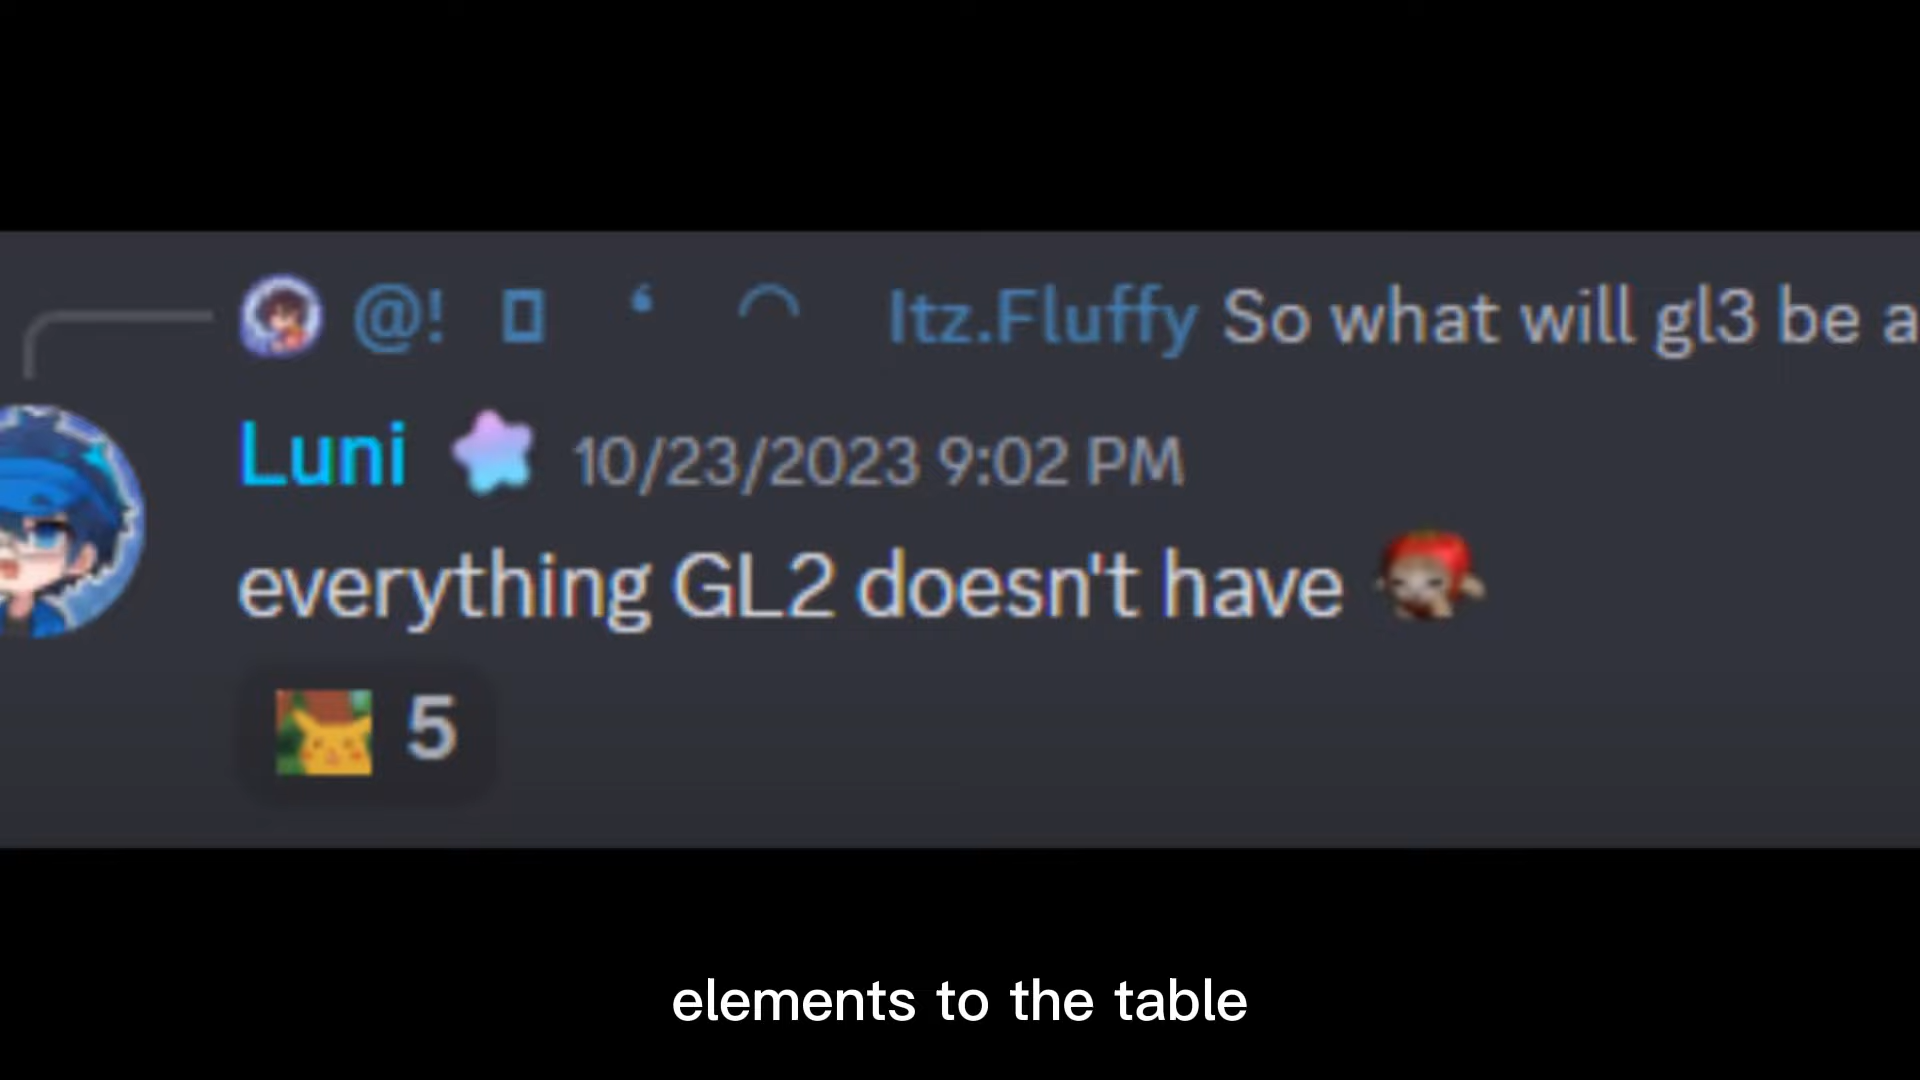 @! ▯ ‘ ◠ Itz.Fluffy So what will gl3 be a
Luni 10/23/2023 9:02 PM
everything GL2 doesn't have
5
elements to the table